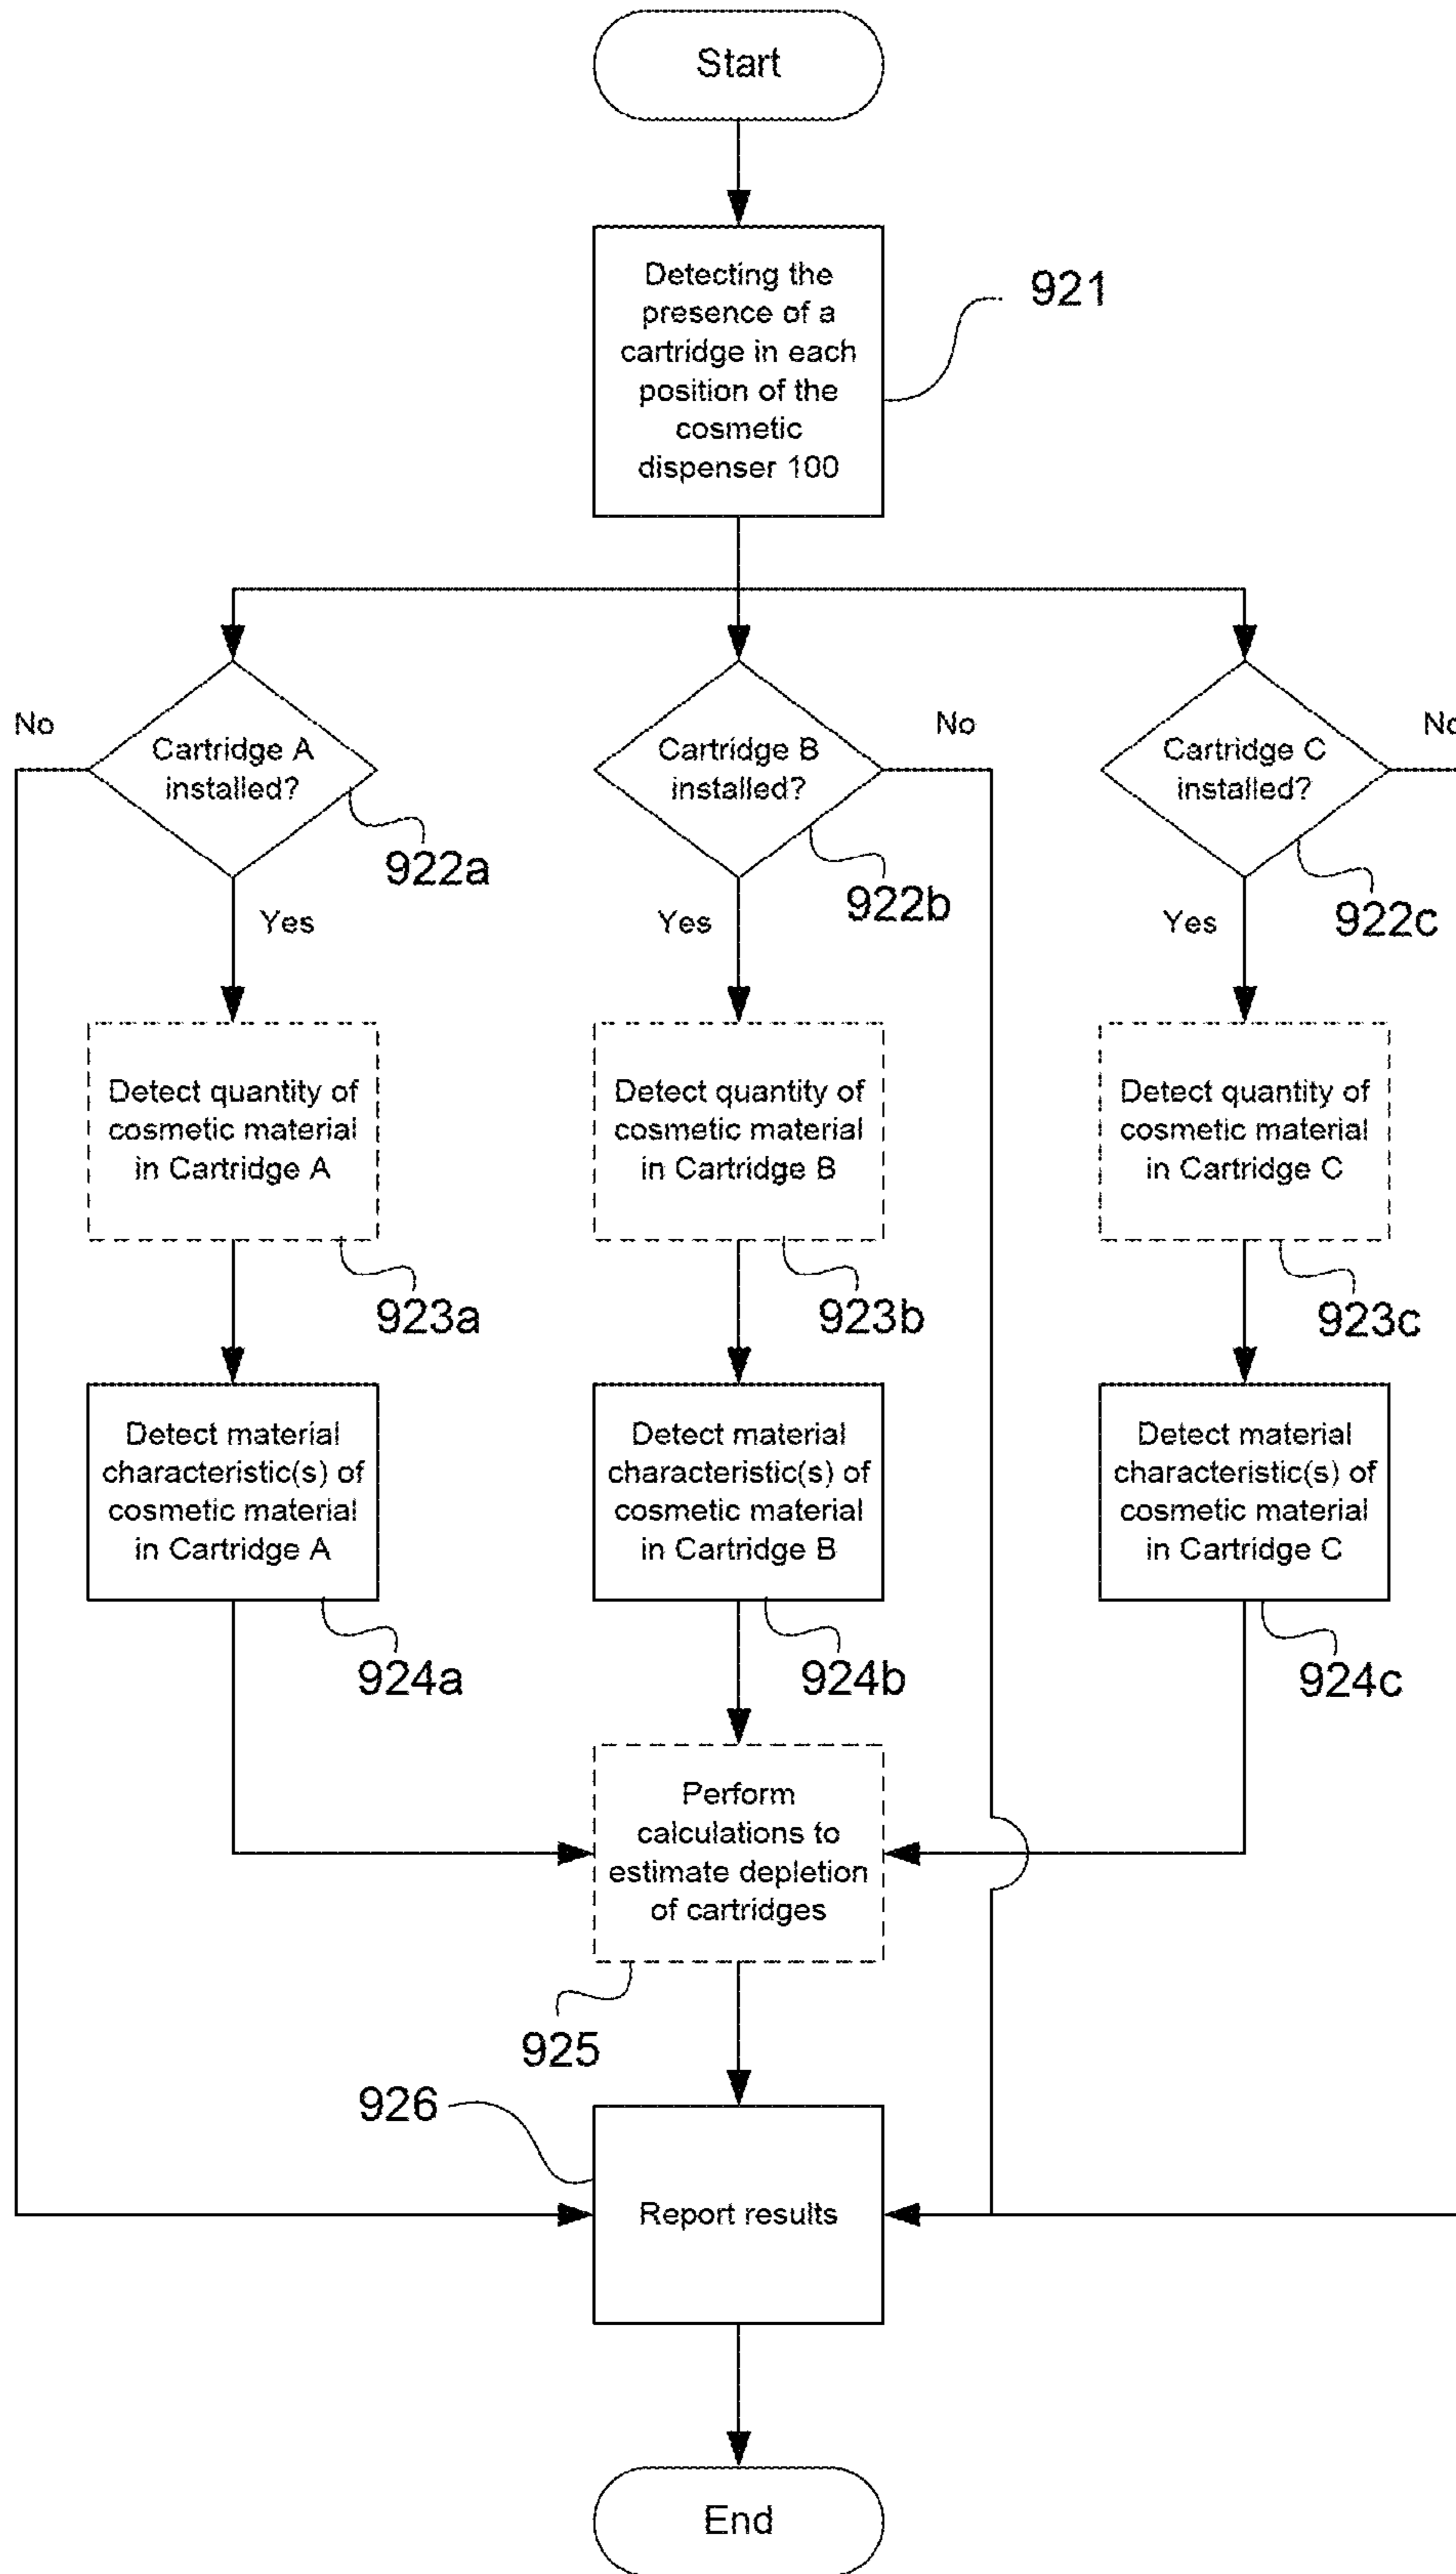 Start
Detecting the
presence of a
cartridge in each
position of the
cosmetic
dispenser 100
921
No
Cartridge A
installed?
922a
Yes
No
Cartridge B
installed?
922b
Yes
No
Cartridge C
installed?
922c
Yes
Detect quantity of
cosmetic material
in Cartridge A
923a
Detect quantity of
cosmetic material
in Cartridge B
923b
Detect quantity of
cosmetic material
in Cartridge C
923c
Detect material
characteristic(s) of
cosmetic material
in Cartridge A
924a
Detect material
characteristic(s) of
cosmetic material
in Cartridge B
924b
Detect material
characteristic(s) of
cosmetic material
in Cartridge C
924c
Perform
calculations to
estimate depletion
of cartridges
925
926
Report results
End